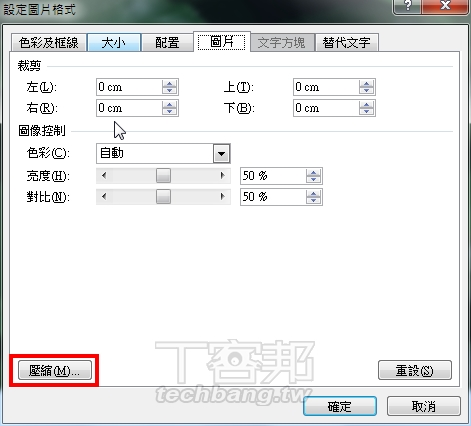 設定圖片格式
色彩及框線 大小 配置 圖片 文字方塊 替代文字
裁剪
左(L): 0 cm 上(T): 0 cm
右(R): 0 cm 下(B): 0 cm
圖像控制
色彩(C): 自動
亮度(H): 50 %
對比(N): 50 %
T客邦
壓縮(M)... 重設(S)
techbang.tw
確定 取消